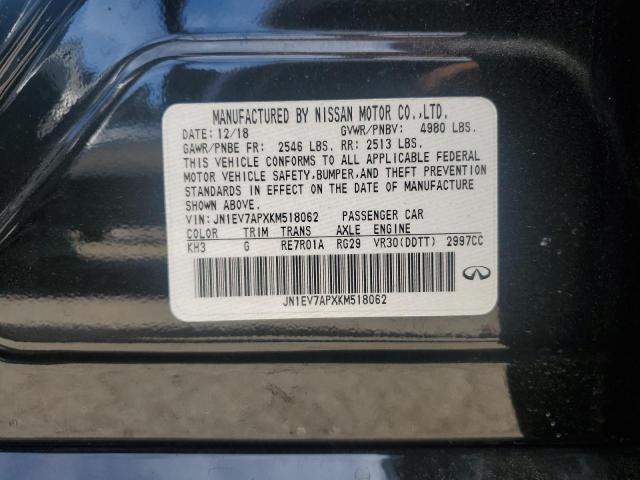 MANUFACTURED BY NISSAN MOTOR CO.,LTD.
DATE: 12/18 GVWR/PNBV: 4980 LBS.
GAWR/PNBE FR: 2546 LBS. RR: 2513 LBS.
THIS VEHICLE CONFORMS TO ALL APPLICABLE FEDERAL
MOTOR VEHICLE SAFETY,BUMPER,AND THEFT PREVENTION
STANDARDS IN EFFECT ON THE DATE OF MANUFACTURE
SHOWN ABOVE.
VIN: JN1EV7APXKM518062 PASSENGER CAR
COLOR TRIM TRANS AXLE ENGINE
KH3 G RE7R01A RG29 VR30(DDTT) 2997CC
JN1EV7APXKM518062